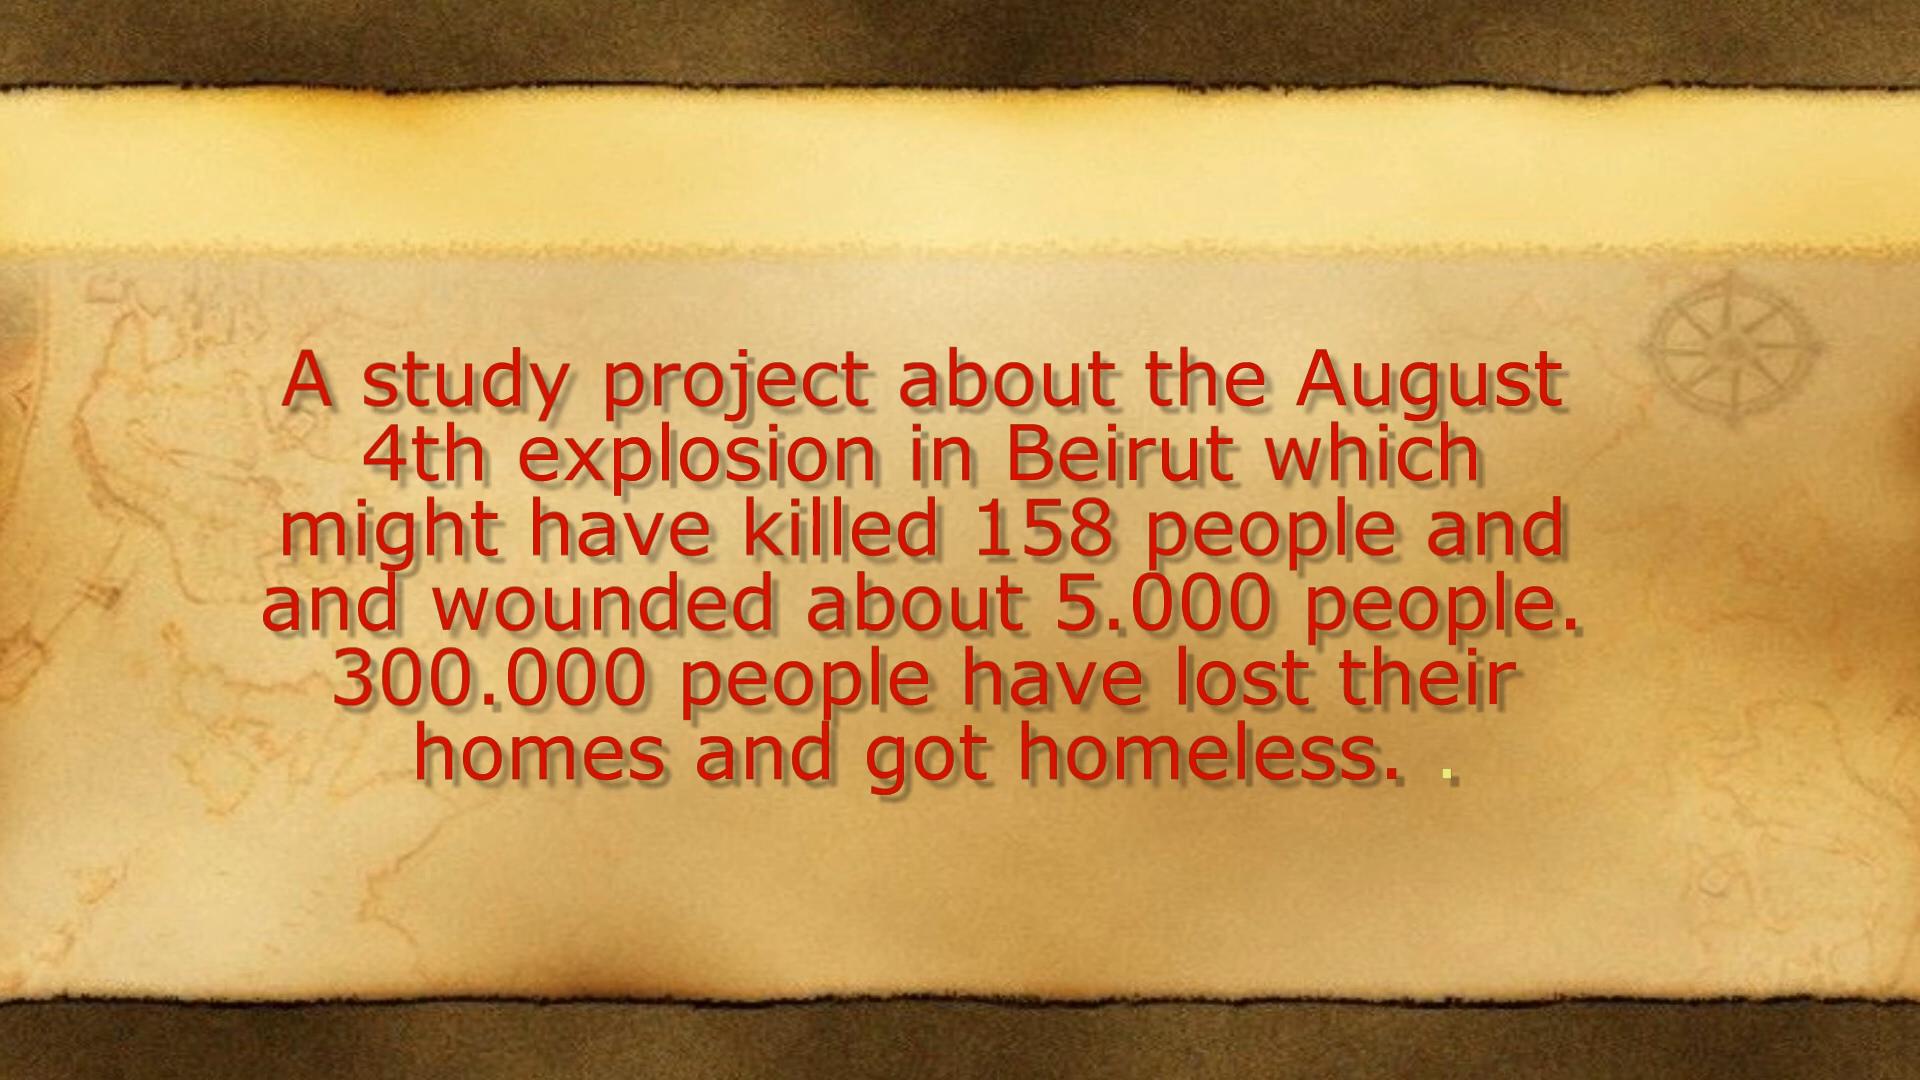 A study project about the August
4th explosion in Beirut which
might have killed 158 people and
and wounded about 5.000 people.
300.000 people have lost their
homes and got homeless. .